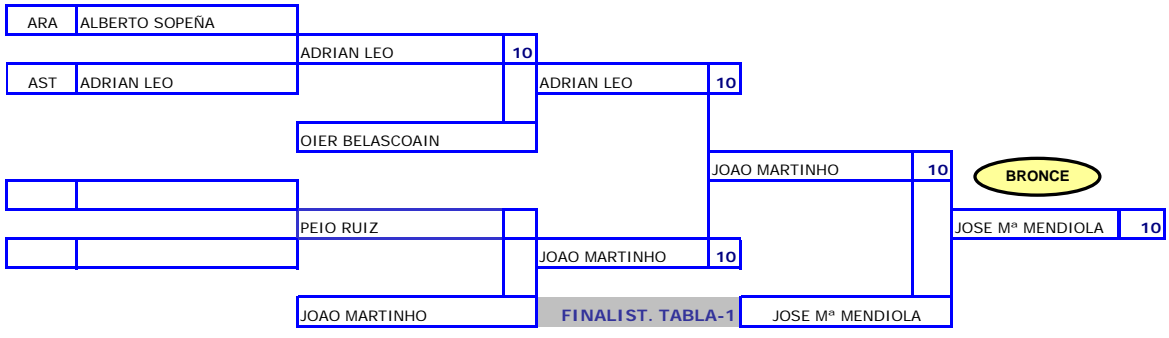 ARA ALBERTO SOPEÑA
ADRIAN LEO 10
AST ADRIAN LEO
ADRIAN LEO 10
OIER BELASCOAIN
JOAO MARTINHO 10
BRONCE
PEIO RUIZ
JOSE Mª MENDIOLA 10
JOAO MARTINHO 10
JOAO MARTINHO
FINALIST. TABLA-1
JOSE Mª MENDIOLA